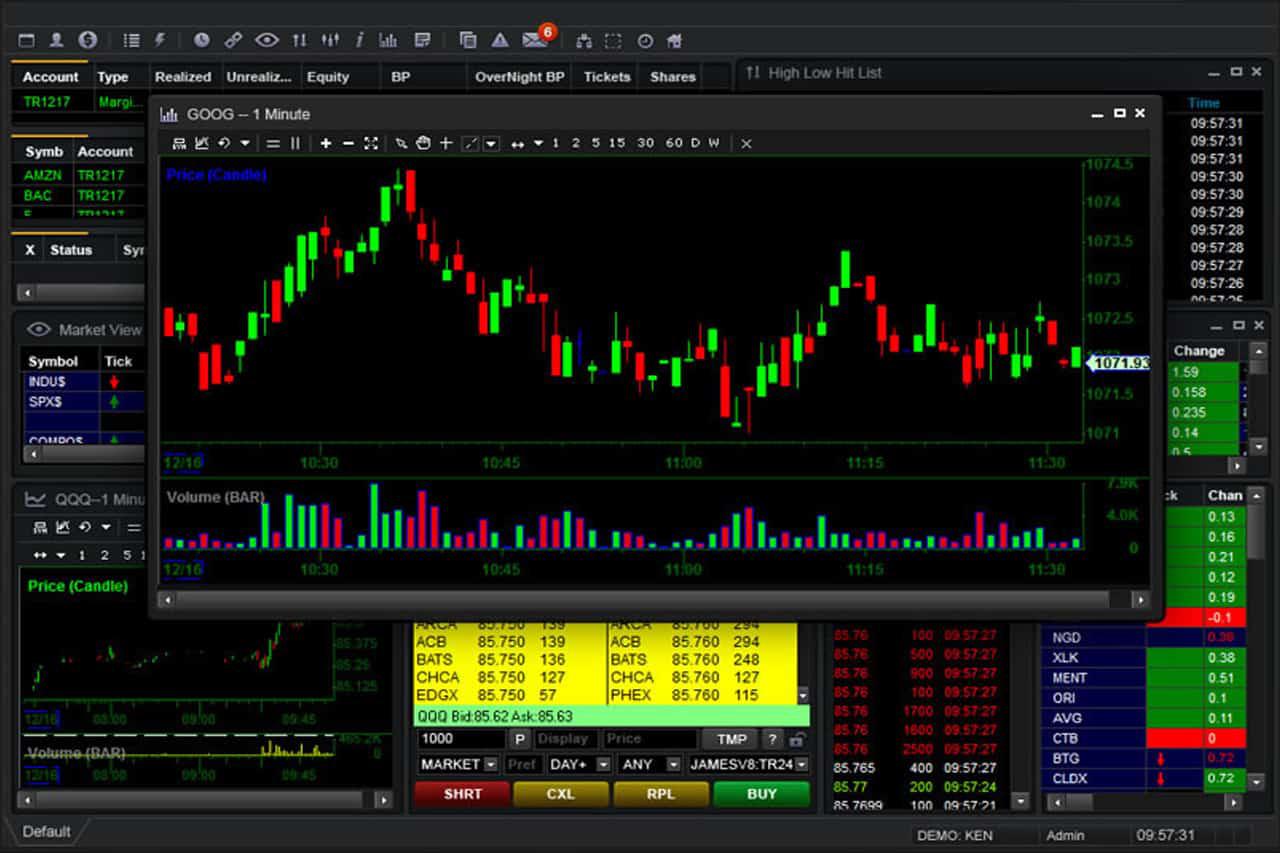 6
Account Type Realized Unrealiz... Equity BP OverNight BP Tickets Shares
TR1217 Margi...
High Low Hit List
Time
09:57:31
09:57:31
09:57:31
09:57:30
09:57:30
09:57:29
09:57:28
09:57:28
09:57:27
09:57:26
Symb Account
AMZN TR1217
BAC TR1217
X Status
Market View
Symbol Tick
INDU$
SPX$
COMPO$
GOOG -- 1 Minute
1 2 5 15 30 60 D W
Price (Candle)
1074.5
1074
1073.5
1073
1072.5
1071.93
1071.5
1071
12/16 10:30 10:45 11:00 11:15 11:30
Volume (BAR)
7.9K
4.0K
0
12/16 10:30 10:45 11:00 11:15 11:30
Change
1.59
0.158
0.235
0.14
0.5
QQQ--1 Minu
1 2 5 1
Price (Candle)
85.375
85.25
85.125
12/16 08:00 09:00 09:45
Volume (BAR)
0
12/16 08:00 09:00 09:45
ARCA 85.750 139 ARCA 85.760 294
ACB 85.750 139 ACB 85.760 294
BATS 85.750 136 BATS 85.760 248
CHCA 85.750 127 CHCA 85.760 127
EDGX 85.750 57 PHEX 85.760 115
QQQ Bid:85.62 Ask:85.63
1000 P Display Price TMP ?
MARKET Pref DAY+ ANY JAMESV8:TR24
SHRT CXL RPL BUY
85.76 100 09:57:27
85.76 500 09:57:27
85.76 900 09:57:27
85.76 100 09:57:27
85.76 1700 09:57:27
85.76 1600 09:57:27
85.76 2500 09:57:27
85.765 400 09:57:27
85.77 200 09:57:24
85.7699 100 09:57:21
ck Chan
0.13
0.16
0.21
0.12
0.19
-0.1
NGD 0.38
XLK 0.38
MENT 0.51
ORI 0.1
AVG 0.11
CTB 0
BTG 0.72
CLDX 0.72
Default
DEMO: KEN Admin 09:57:31